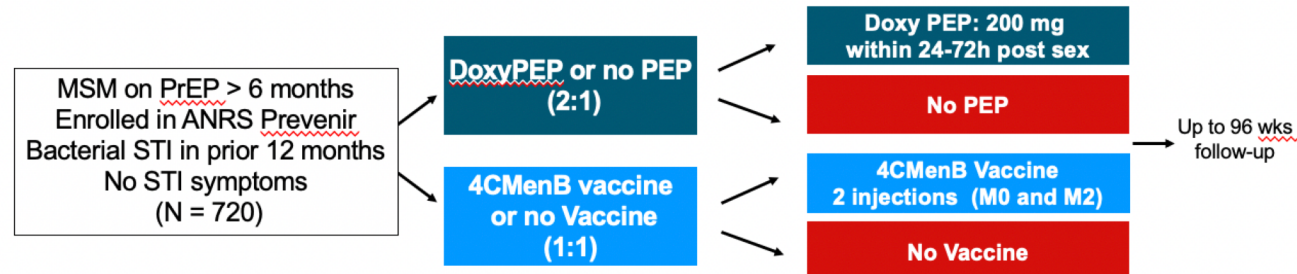 MSM on PrEP > 6 months
Enrolled in ANRS Prevenir
Bacterial STI in prior 12 months
No STI symptoms
(N = 720)
DoxyPEP or no PEP
(2:1)
4CMenB vaccine
or no Vaccine
(1:1)
Doxy PEP: 200 mg
within 24-72h post sex
No PEP
4CMenB Vaccine
2 injections (M0 and M2)
No Vaccine
Up to 96 wks
follow-up